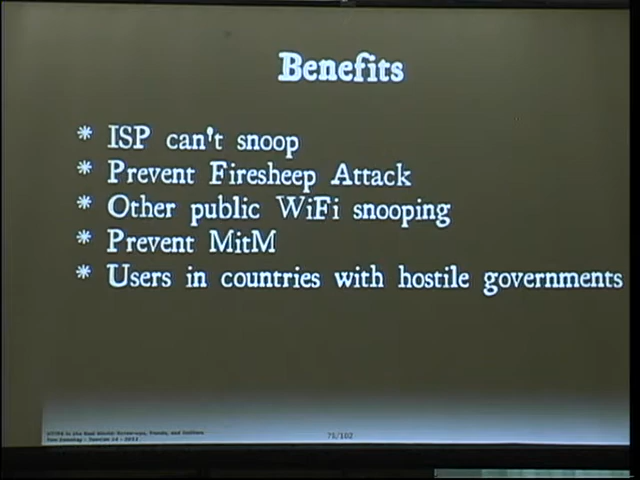 Benefits
* ISP can't snoop
* Prevent Firesheep Attack
* Other public WiFi snooping
* Prevent MitM
* Users in countries with hostile governments
75/102